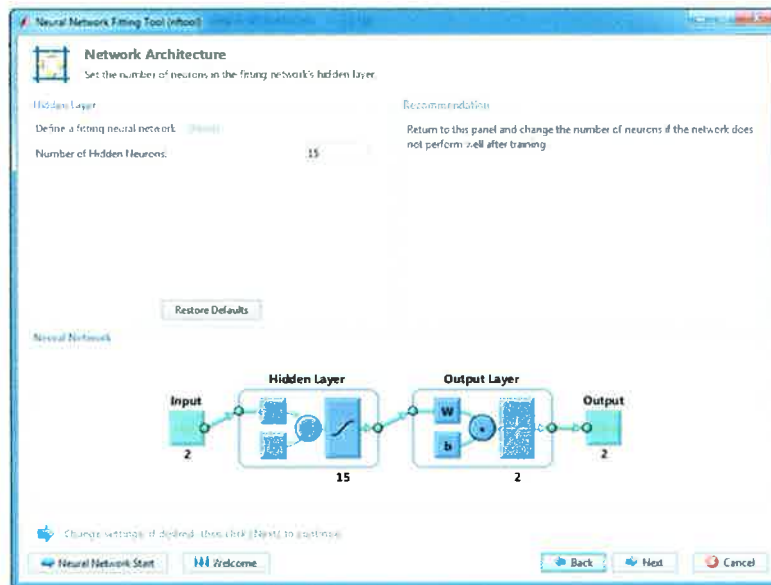 Neural Network Fitting Tool (nftool)
Network Architecture
Set the number of neurons in the fitting network's hidden layer.
Hidden Layer
Recommendation
Define a fitting neural network.
Return to this panel and change the number of neurons if the network does
not perform well after training.
Number of Hidden Neurons:
15
Restore Defaults
Neural Network
Hidden Layer
Output Layer
Input
Output
W
b
2
2
15
2
Change settings if desired, then click [Next] to continue.
Neural Network Start
Welcome
Back
Next
Cancel